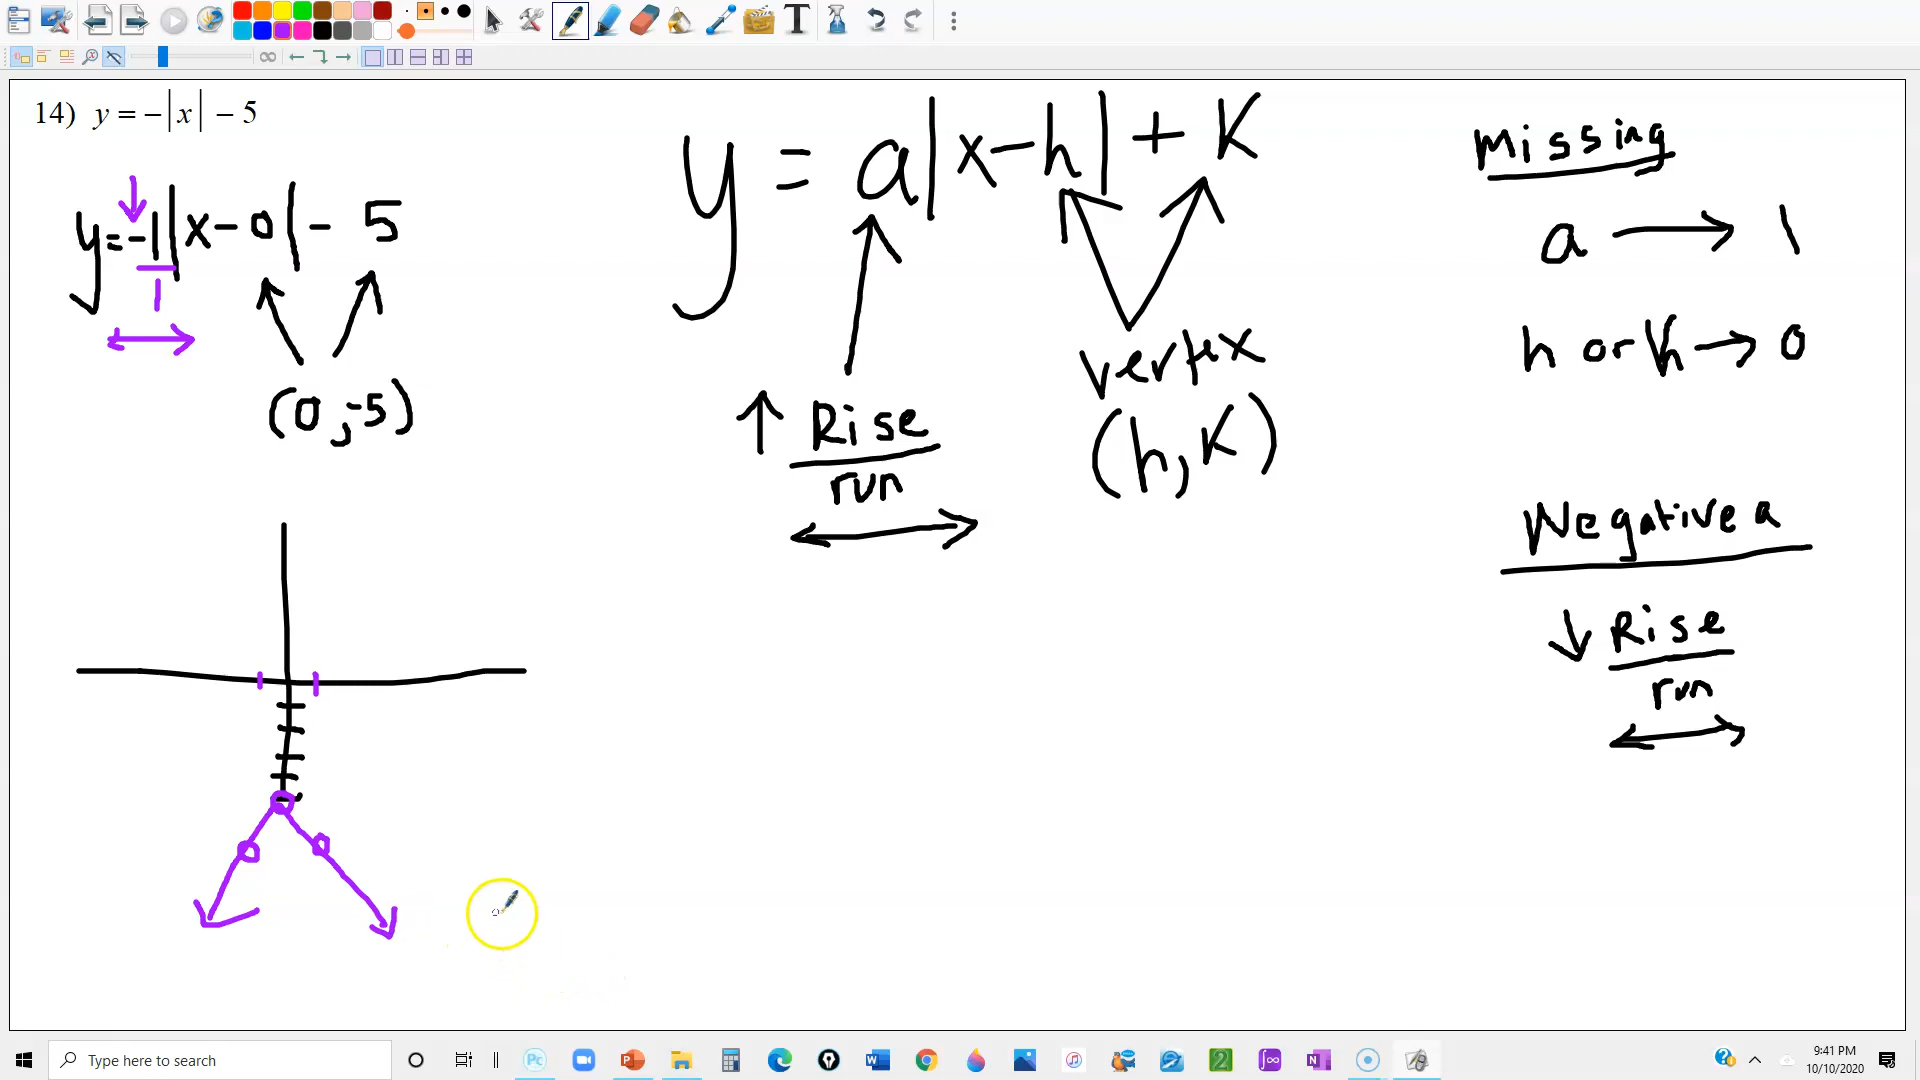 14) y = -|x| - 5
y = -1|x - 0| - 5
1
(0, -5)
y = a|x - h| + K
Rise
run
vertex
(h, K)
Missing
a → 1
h or k → 0
Negative a
↓ Rise
run
Type here to search
9:41 PM
10/10/2020